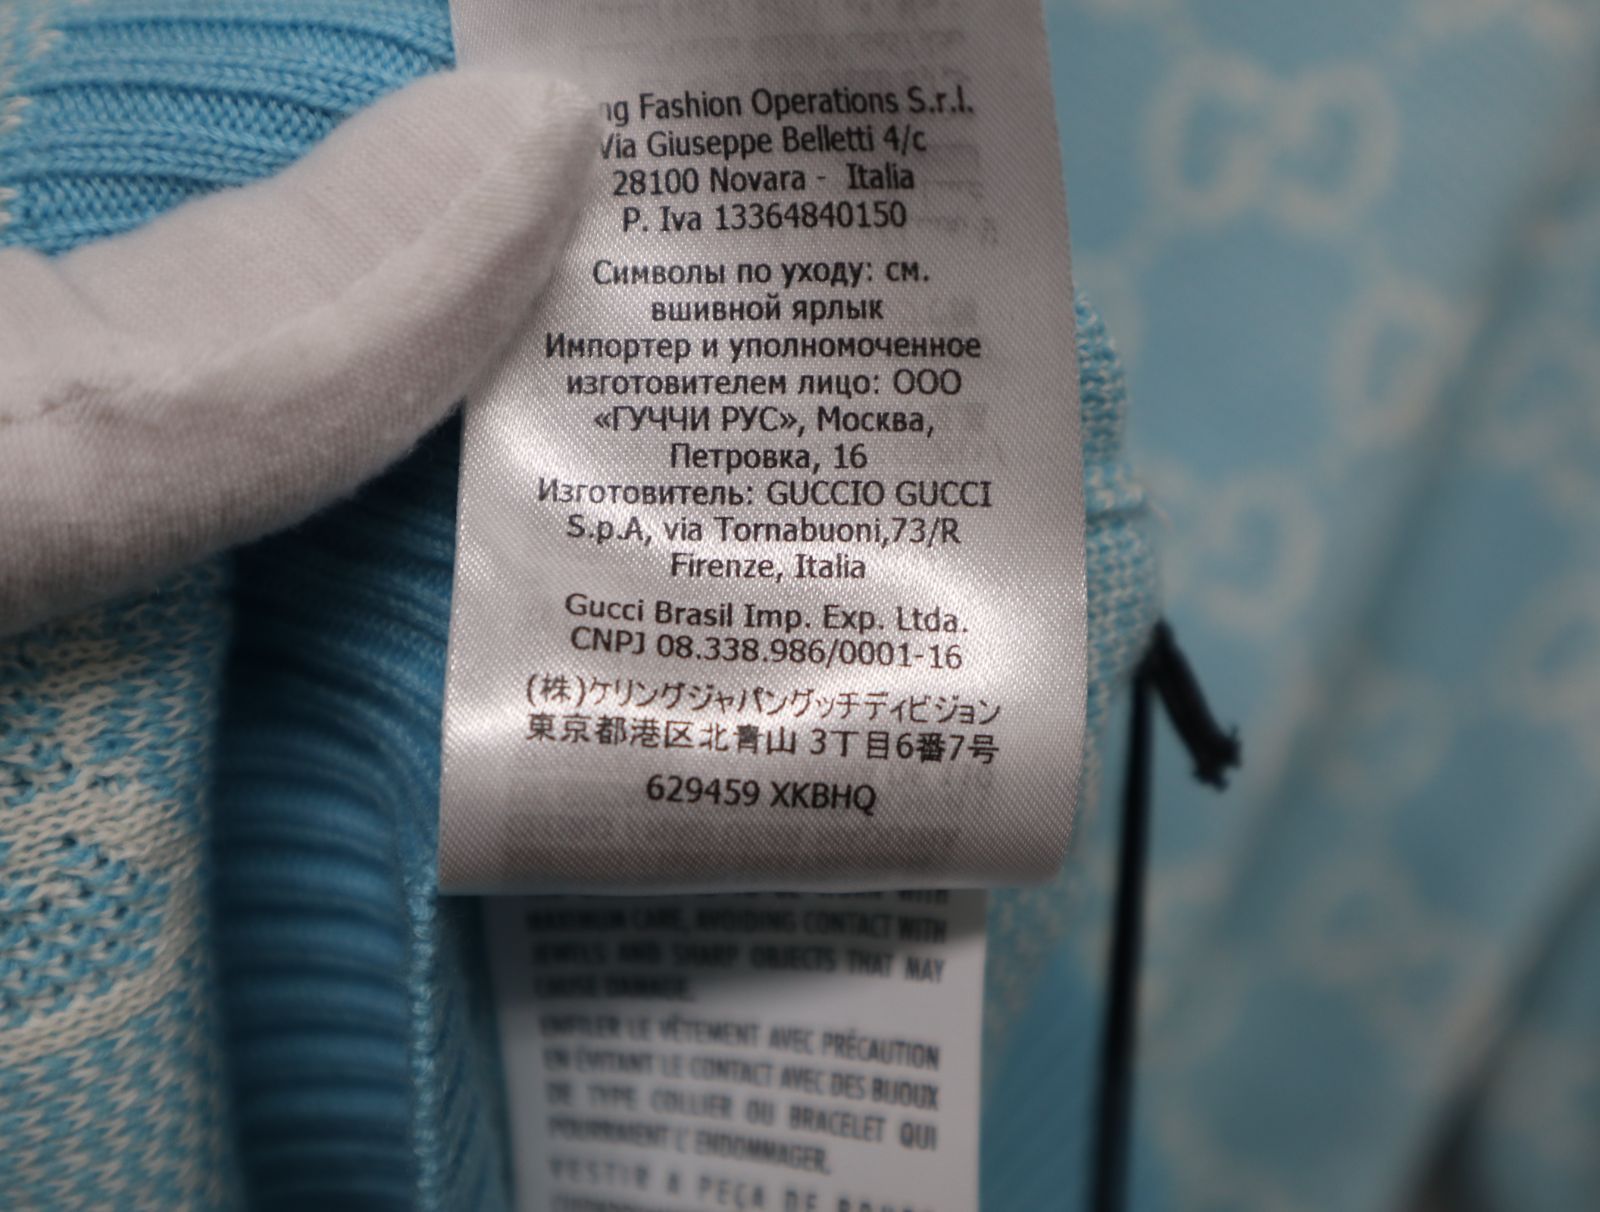 ng Fashion Operations S.r.l.
Via Giuseppe Belletti 4/c
28100 Novara - Italia
P. Iva 13364840150
Символы по уходу: см.
вшивной ярлык
Импортер и уполномоченное
изготовителем лицо: ООО
«ГУЧЧИ РУС», Москва,
Петровка, 16
Изготовитель: GUCCIO GUCCI
S.p.A, via Tornabuoni,73/R
Firenze, Italia
Gucci Brasil Imp. Exp. Ltda.
CNPJ 08.338.986/0001-16
(株)ケリングジャパングッチディビジョン
東京都港区北青山 3丁目6番7号
629459 XKBHQ
MAXIMUM CARE, AVOIDING CONTACT WITH
JEWELS AND SHARP OBJECTS THAT MAY
CAUSE DAMAGE.
ENFILER LE VÊTEMENT AVEC PRÉCAUTION
EN ÉVITANT LE CONTACT AVEC DES BIJOUX
DE TYPE COLLIER OU BRACELET QUI
POURRAIENT L'ENDOMMAGER.
VESTIR A PEÇA DE